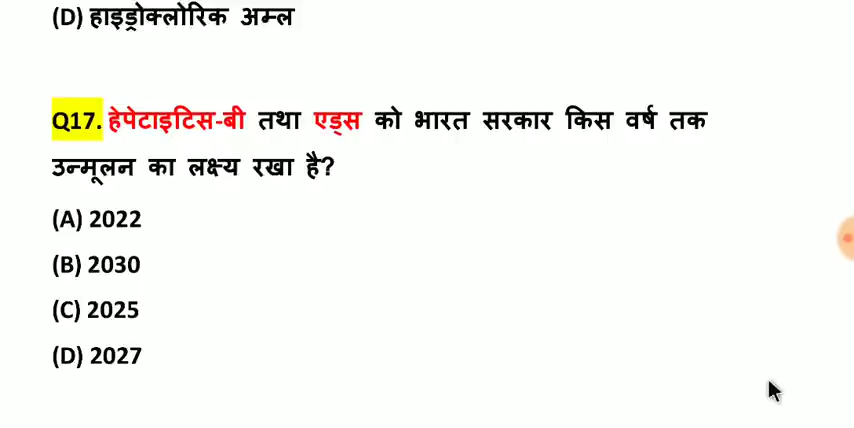 (D) हाइड्रोक्लोरिक अम्ल
Q17. हेपेटाइटिस-बी तथा एड्स को भारत सरकार किस वर्ष तक
उन्मूलन का लक्ष्य रखा है?
(A) 2022
(B) 2030
(C) 2025
(D) 2027